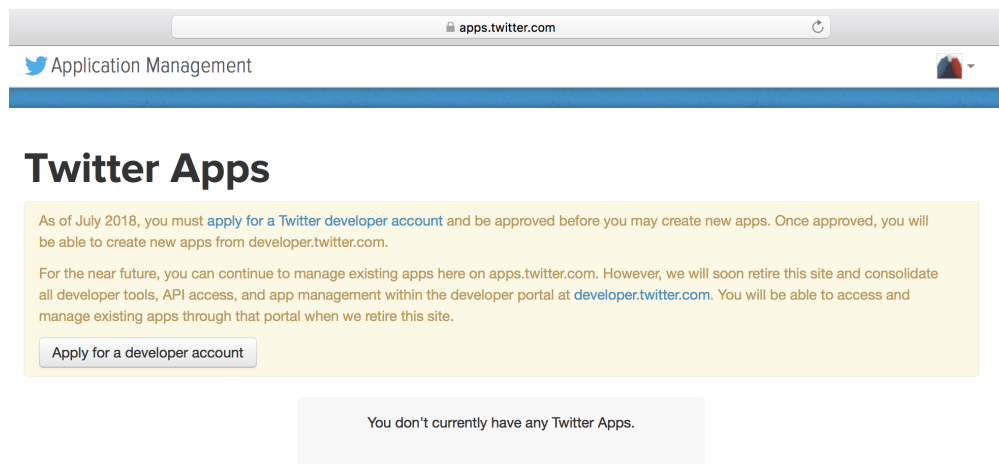 apps.twitter.com
Application Management
Twitter Apps
As of July 2018, you must apply for a Twitter developer account and be approved before you may create new apps. Once approved, you will
be able to create new apps from developer.twitter.com.
For the near future, you can continue to manage existing apps here on apps.twitter.com. However, we will soon retire this site and consolidate
all developer tools, API access, and app management within the developer portal at developer.twitter.com. You will be able to access and
manage existing apps through that portal when we retire this site.
Apply for a developer account
You don't currently have any Twitter Apps.